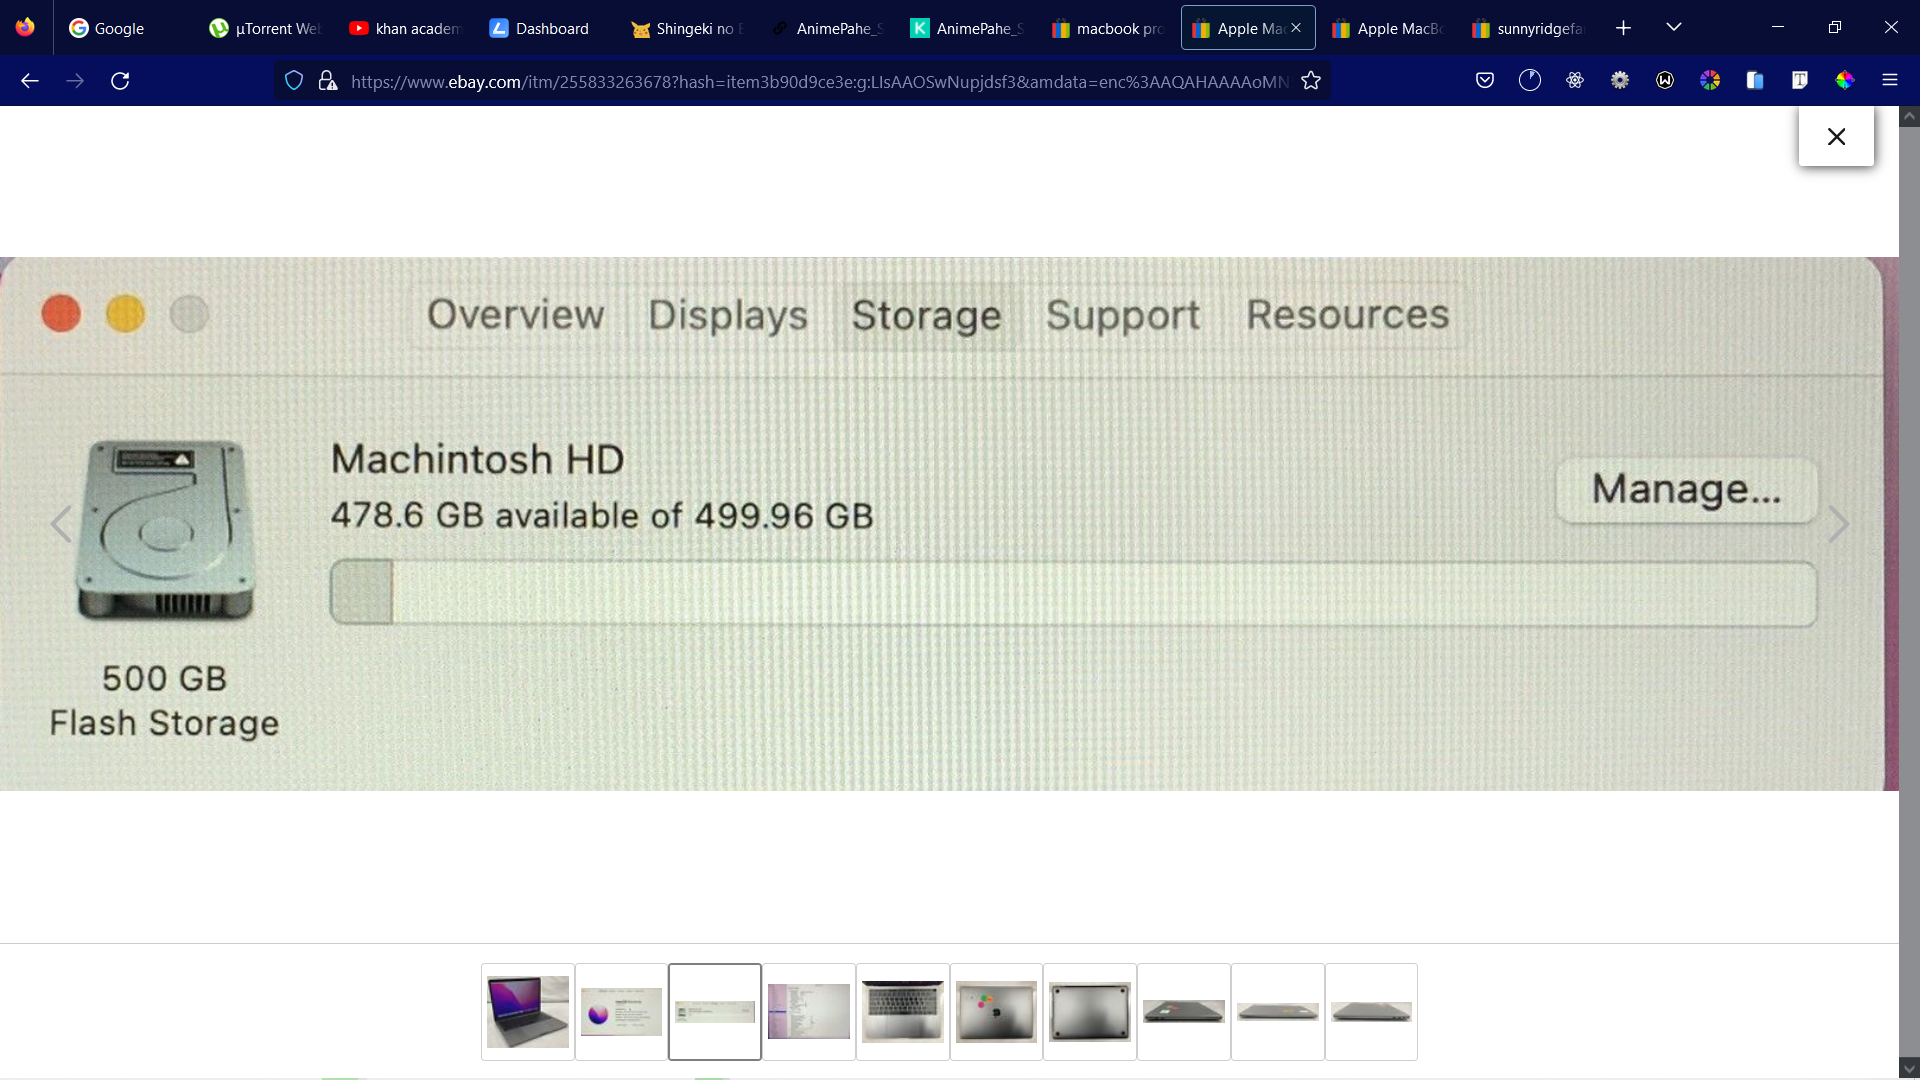 Google
µTorrent We
khan academ
Dashboard
Shingeki no
AnimePahe_S
AnimePahe_S
macbook pro
Apple Mac
Apple MacBo
sunnyridgefa
https://www.ebay.com/itm/255833263678?hash=item3b90d9ce3e:g:LIsAAOSwNupjdsf3&amdata=enc%3AAQAHAAAAoMN
Overview Displays Storage Support Resources
Machintosh HD
478.6 GB available of 499.96 GB
Manage...
500 GB
Flash Storage